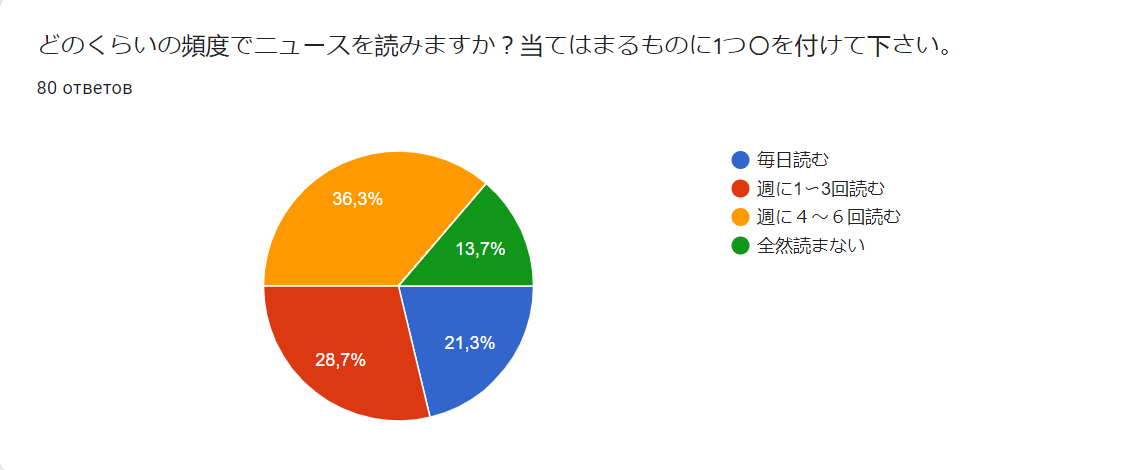 どのくらいの頻度でニュースを読みますか？当てはまるものに1つ〇を付けて下さい。
80 ответов
毎日読む
週に1〜3回読む
週に４～６回読む
全然読まない
36,3%
13,7%
28,7%
21,3%